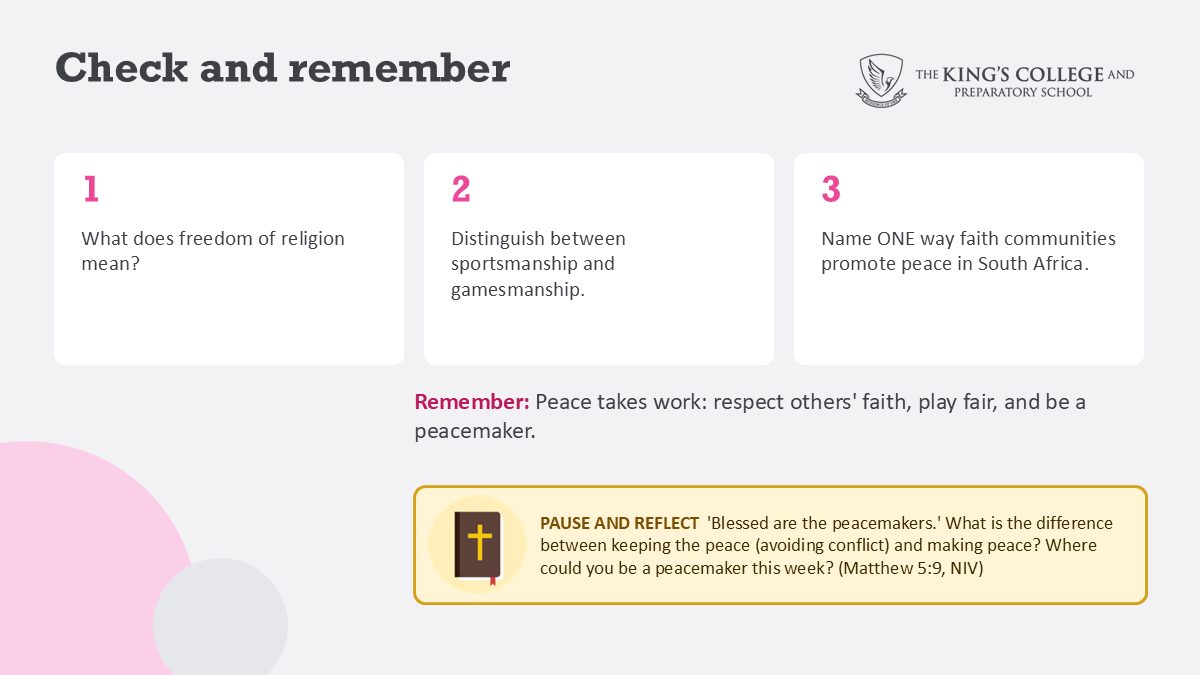 Check and remember
THE KING'S COLLEGE AND
PREPARATORY SCHOOL
1
What does freedom of religion
mean?
2
Distinguish between
sportsmanship and
gamesmanship.
3
Name ONE way faith communities
promote peace in South Africa.
Remember: Peace takes work: respect others' faith, play fair, and be a
peacemaker.
PAUSE AND REFLECT 'Blessed are the peacemakers.' What is the difference
between keeping the peace (avoiding conflict) and making peace? Where
could you be a peacemaker this week? (Matthew 5:9, NIV)